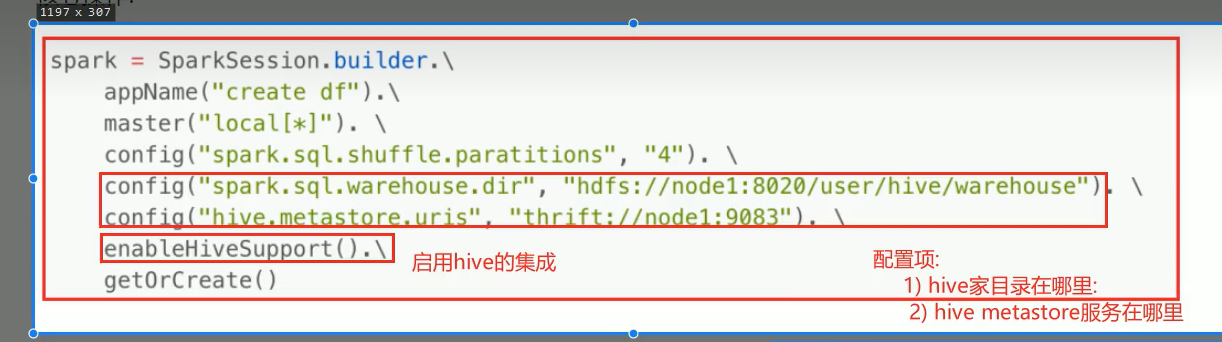 1197 x 307
spark = SparkSession.builder.\
appName("create df").\
master("local[*]"). \
config("spark.sql.shuffle.paratitions", "4"). \
config("spark.sql.warehouse.dir", "hdfs://node1:8020/user/hive/warehouse"). \
config("hive.metastore.uris", "thrift://node1:9083"). \
enableHiveSupport().\
启用hive的集成
getOrCreate()
配置项:
1) hive家目录在哪里:
2) hive metastore服务在哪里